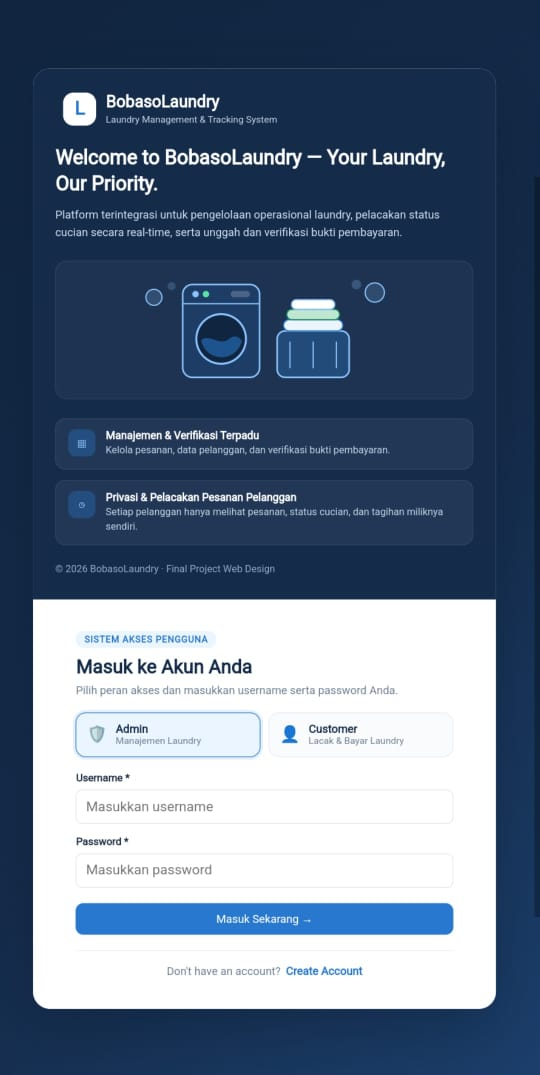 L
BobasoLaundry
Laundry Management & Tracking System
Welcome to BobasoLaundry — Your Laundry,
Our Priority.
Platform terintegrasi untuk pengelolaan operasional laundry, pelacakan status
cucian secara real-time, serta unggah dan verifikasi bukti pembayaran.
Manajemen & Verifikasi Terpadu
Kelola pesanan, data pelanggan, dan verifikasi bukti pembayaran.
Privasi & Pelacakan Pesanan Pelanggan
Setiap pelanggan hanya melihat pesanan, status cucian, dan tagihan miliknya
sendiri.
© 2026 BobasoLaundry · Final Project Web Design
SISTEM AKSES PENGGUNA
Masuk ke Akun Anda
Pilih peran akses dan masukkan username serta password Anda.
Admin
Manajemen Laundry
Customer
Lacak & Bayar Laundry
Username *
Masukkan username
Password *
Masukkan password
Masuk Sekarang →
Don't have an account? Create Account